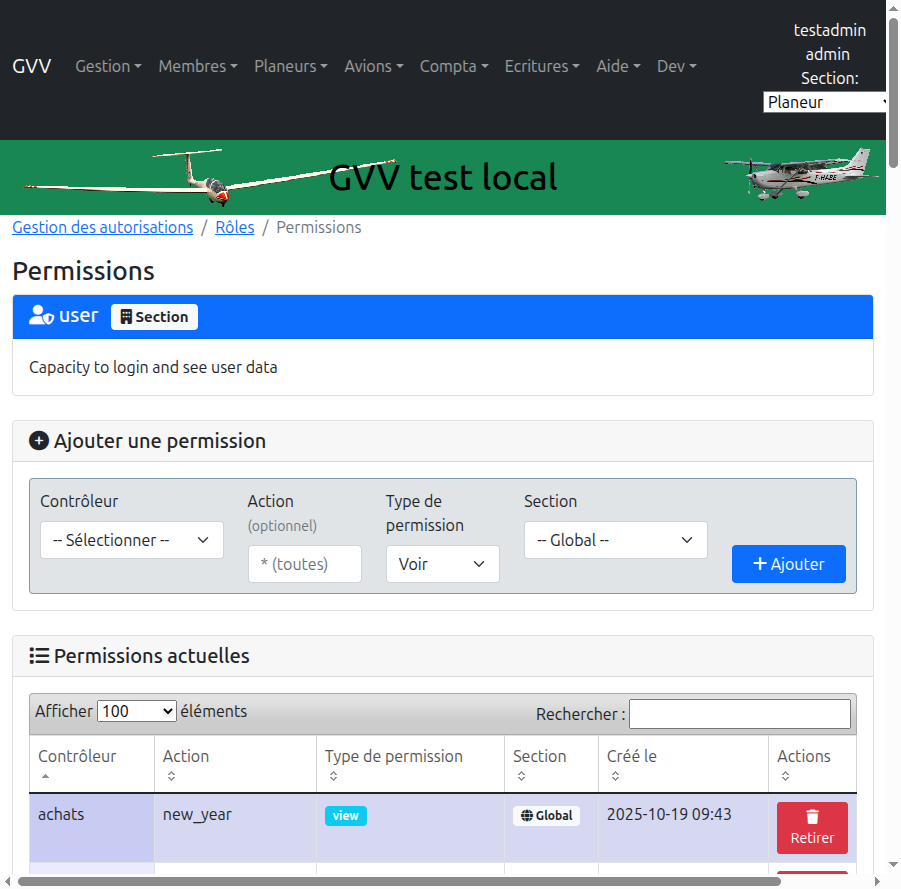 testadmin
admin
Section:
Planeur
GVV Gestion Membres Planeurs Avions Compta Ecritures Aide Dev
GVV test local
F-HABE
Gestion des autorisations / Rôles / Permissions
Permissions
user Section
Capacity to login and see user data
Ajouter une permission
Contrôleur
-- Sélectionner --
Action
(optionnel)
* (toutes)
Type de
permission
Voir
Section
-- Global --
Ajouter
Permissions actuelles
Afficher 100 éléments
Rechercher :
Contrôleur Action Type de permission Section Créé le Actions
achats new_year view Global 2025-10-19 09:43 Retirer